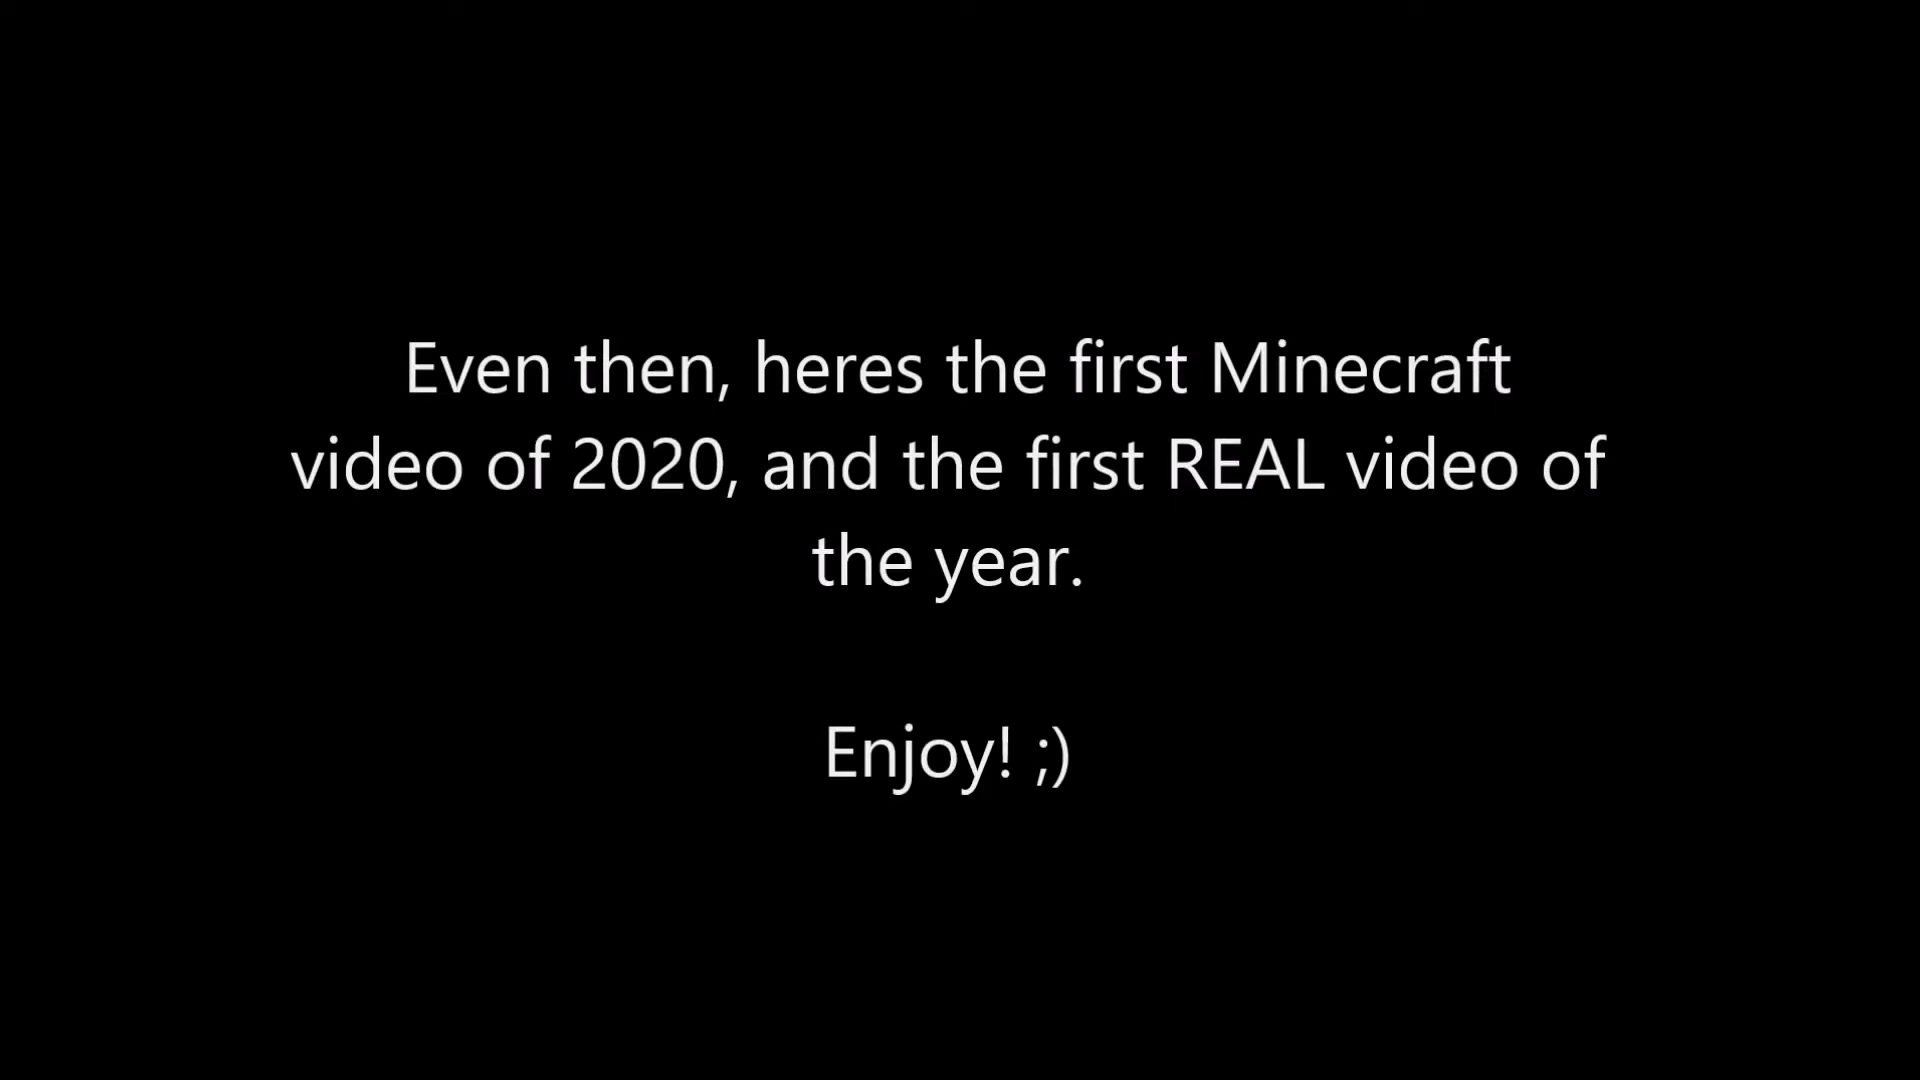 Even then, heres the first Minecraft
video of 2020, and the first REAL video of
the year.
Enjoy! ;)